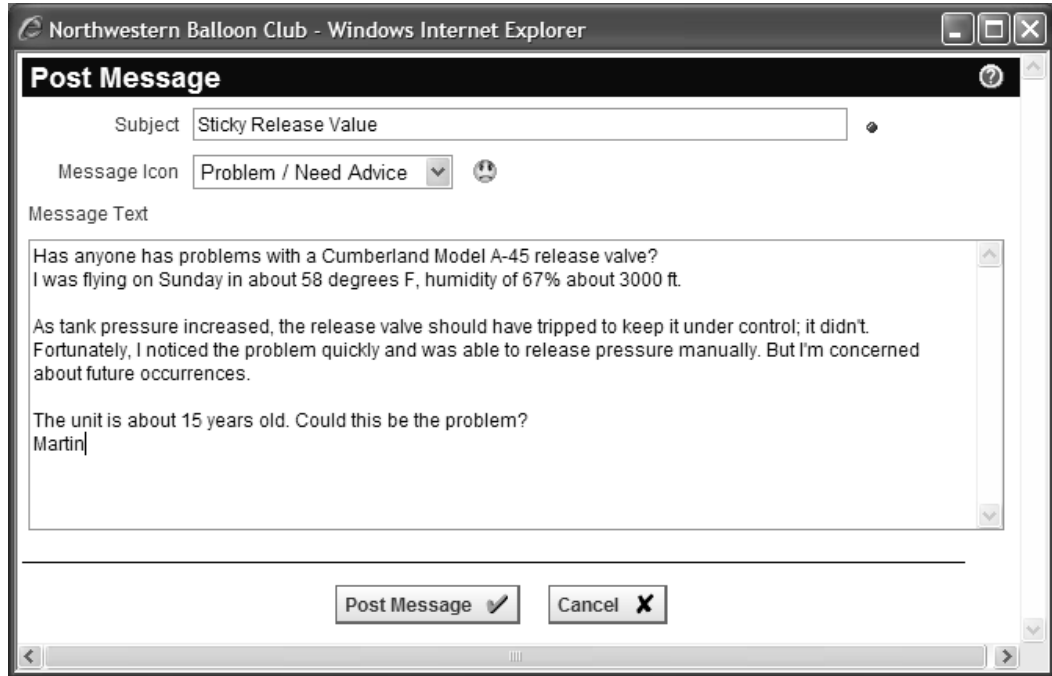 Northwestern Balloon Club - Windows Internet Explorer
Post Message
Subject Sticky Release Value
Message Icon Problem / Need Advice
Message Text
Has anyone has problems with a Cumberland Model A-45 release valve?
I was flying on Sunday in about 58 degrees F, humidity of 67% about 3000 ft.
As tank pressure increased, the release valve should have tripped to keep it under control; it didn't.
Fortunately, I noticed the problem quickly and was able to release pressure manually. But I'm concerned
about future occurrences.
The unit is about 15 years old. Could this be the problem?
Martin
Post Message Cancel